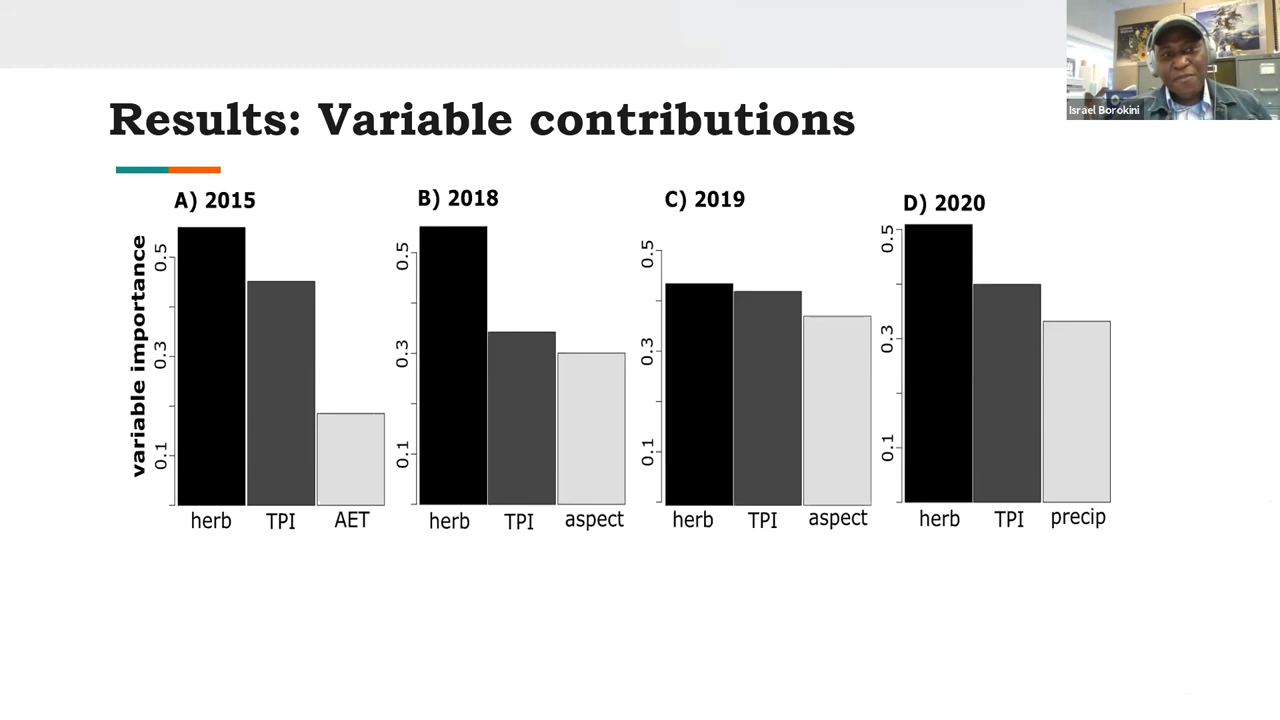 Results: Variable contributions
Israel Borokini
A) 2015
variable importance
0.5
0.3
0.1
herb
TPI
AET
B) 2018
0.5
0.3
0.1
herb
TPI
aspect
C) 2019
0.5
0.3
0.1
herb
TPI
aspect
D) 2020
0.5
0.3
0.1
herb
TPI
precip